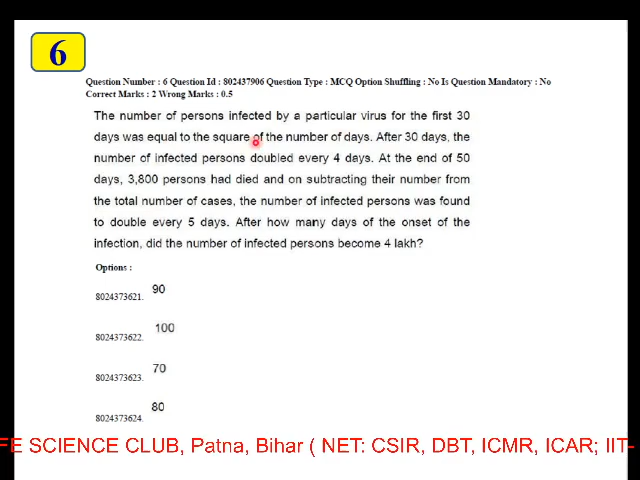 6
Question Number : 6 Question Id : 802437906 Question Type : MCQ Option Shuffling : No Is Question Mandatory : No
Correct Marks : 2 Wrong Marks : 0.5
The number of persons infected by a particular virus for the first 30
days was equal to the square of the number of days. After 30 days, the
number of infected persons doubled every 4 days. At the end of 50
days, 3,800 persons had died and on subtracting their number from
the total number of cases, the number of infected persons was found
to double every 5 days. After how many days of the onset of the
infection, did the number of infected persons become 4 lakh?
Options :
8024373621. 90
8024373622. 100
8024373623. 70
8024373624. 80
FE SCIENCE CLUB, Patna, Bihar ( NET: CSIR, DBT, ICMR, ICAR; IIT-